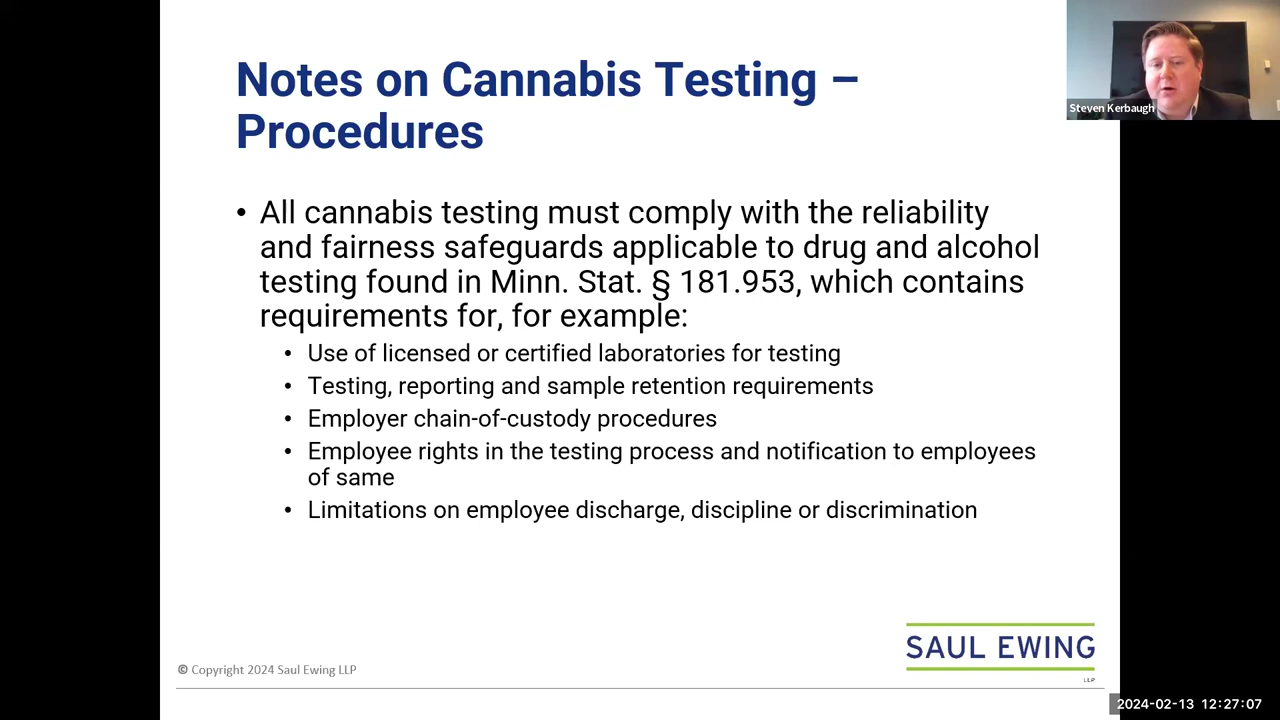 Notes on Cannabis Testing –
Procedures
Steven Kerbaugh
• All cannabis testing must comply with the reliability
and fairness safeguards applicable to drug and alcohol
testing found in Minn. Stat. § 181.953, which contains
requirements for, for example:
• Use of licensed or certified laboratories for testing
• Testing, reporting and sample retention requirements
• Employer chain-of-custody procedures
• Employee rights in the testing process and notification to employees
of same
• Limitations on employee discharge, discipline or discrimination
SAUL EWING
LLP
© Copyright 2024 Saul Ewing LLP
2024-02-13 12:27:07